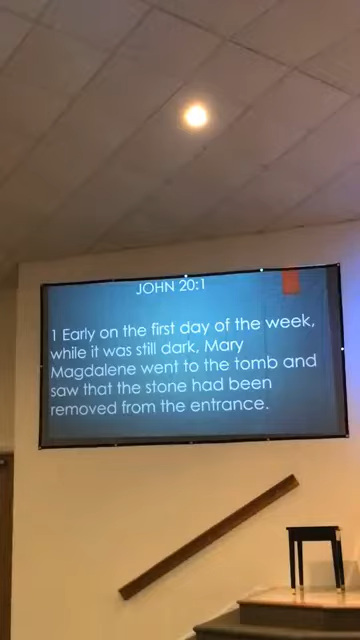 JOHN 20:1
1 Early on the first day of the week,
while it was still dark, Mary
Magdalene went to the tomb and
saw that the stone had been
removed from the entrance.